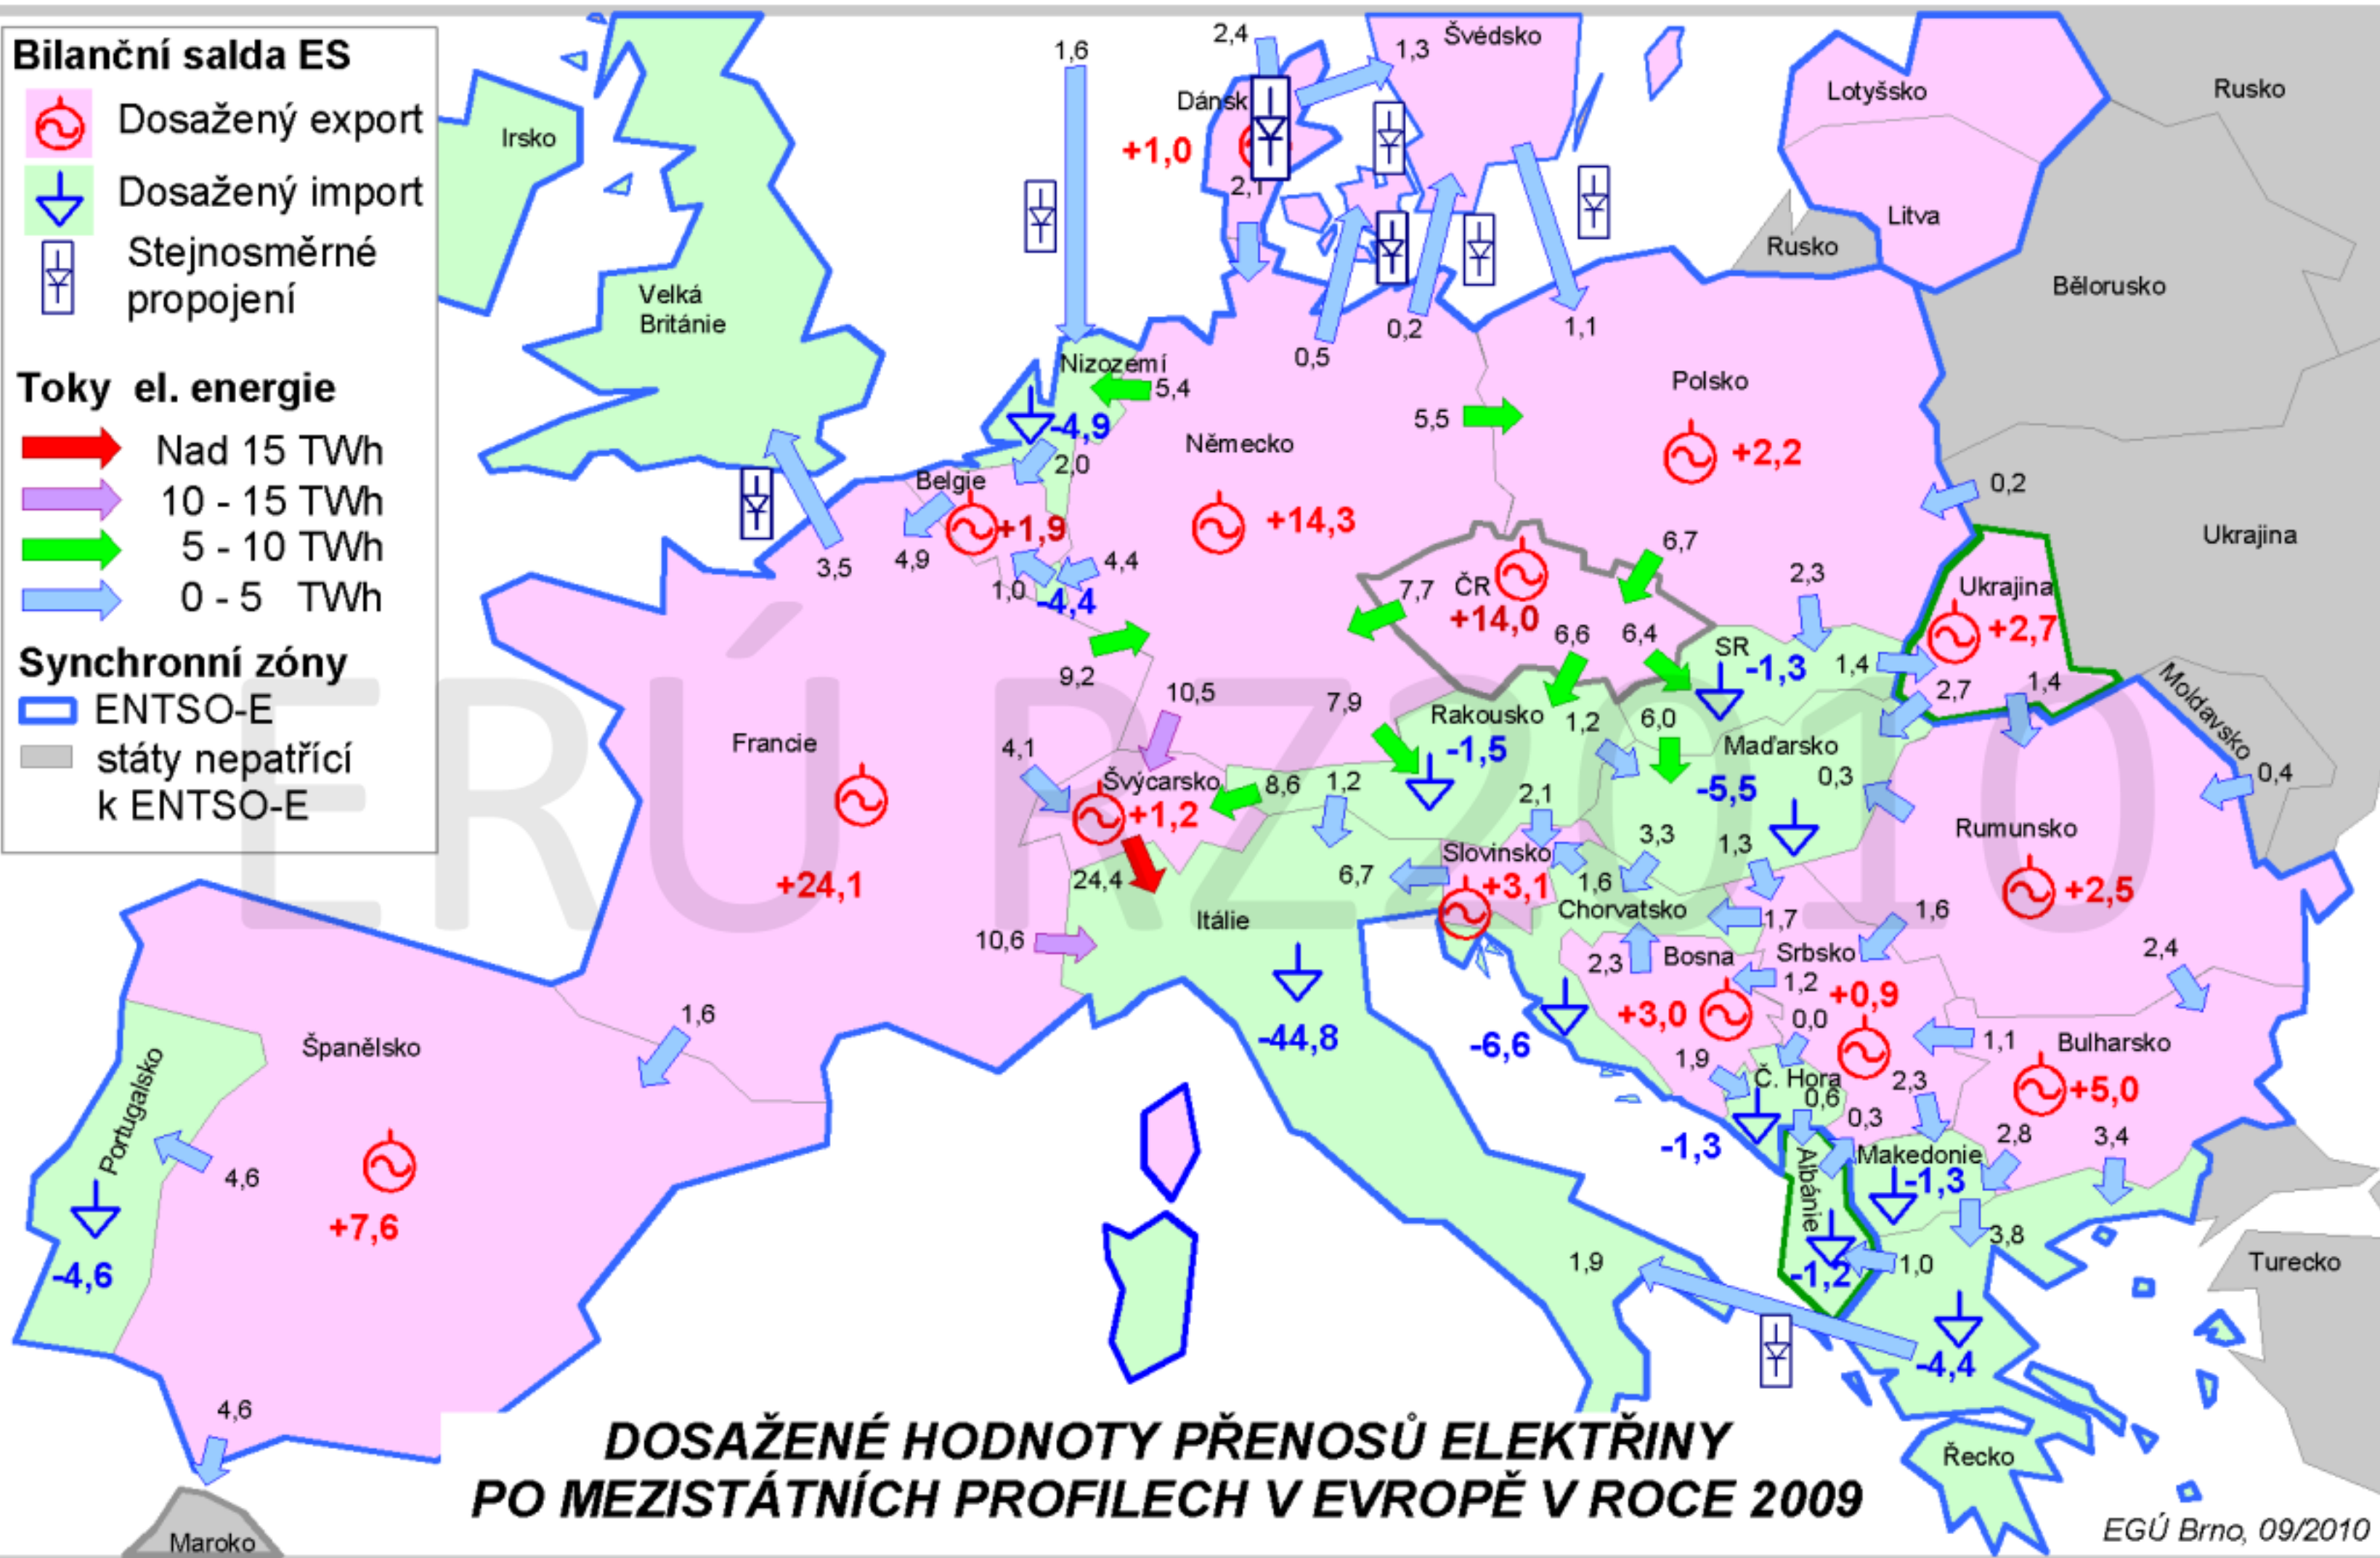 Bilanční salda ES
Dosažený export
Dosažený import
Stejnosměrné
propojení
Toky el. energie
Nad 15 TWh
10 - 15 TWh
5 - 10 TWh
0 - 5 TWh
Synchronní zóny
ENTSO-E
státy nepatřící
k ENTSO-E
ERÚ RZ2010
1,6
2,4
1,3
Švédsko
Dánsk
+1,0
2,1
Irsko
Velká
Británie
Lotyšsko
Rusko
Litva
Rusko
Bělorusko
0,5
0,2
1,1
Nizozemí
5,4
-4,9
2,0
Německo
+14,3
5,5
Polsko
+2,2
0,2
Ukrajina
Belgie
+1,9
3,5
4,9
1,0
4,4
-4,4
7,7
ČR
+14,0
6,7
6,6
6,4
2,3
Ukrajina
+2,7
SR
-1,3
1,4
2,7
1,4
Moldavsko
9,2
10,5
7,9
Rakousko
-1,5
1,2
6,0
Maďarsko
-5,5
0,3
0,4
Francie
+24,1
4,1
Švýcarsko
+1,2
8,6
1,2
2,1
24,4
6,7
Slovinsko
+3,1
1,6
3,3
1,3
Rumunsko
+2,5
Itálie
10,6
-44,8
Chorvatsko
-6,6
1,7
1,6
2,3
Bosna
+3,0
Srbsko
1,2
+0,9
0,0
2,4
1,1
Bulharsko
+5,0
1,9
Č. Hora
-1,3
0,6
0,3
2,3
2,8
3,4
Makedonie
-1,3
Albánie
-1,2
1,0
3,8
1,9
-4,4
Řecko
Turecko
1,6
Španělsko
+7,6
Portugalsko
4,6
-4,6
4,6
Maroko
DOSAŽENÉ HODNOTY PŘENOSŮ ELEKTŘINY
PO MEZISTÁTNÍCH PROFILECH V EVROPĚ V ROCE 2009
EGÚ Brno, 09/2010